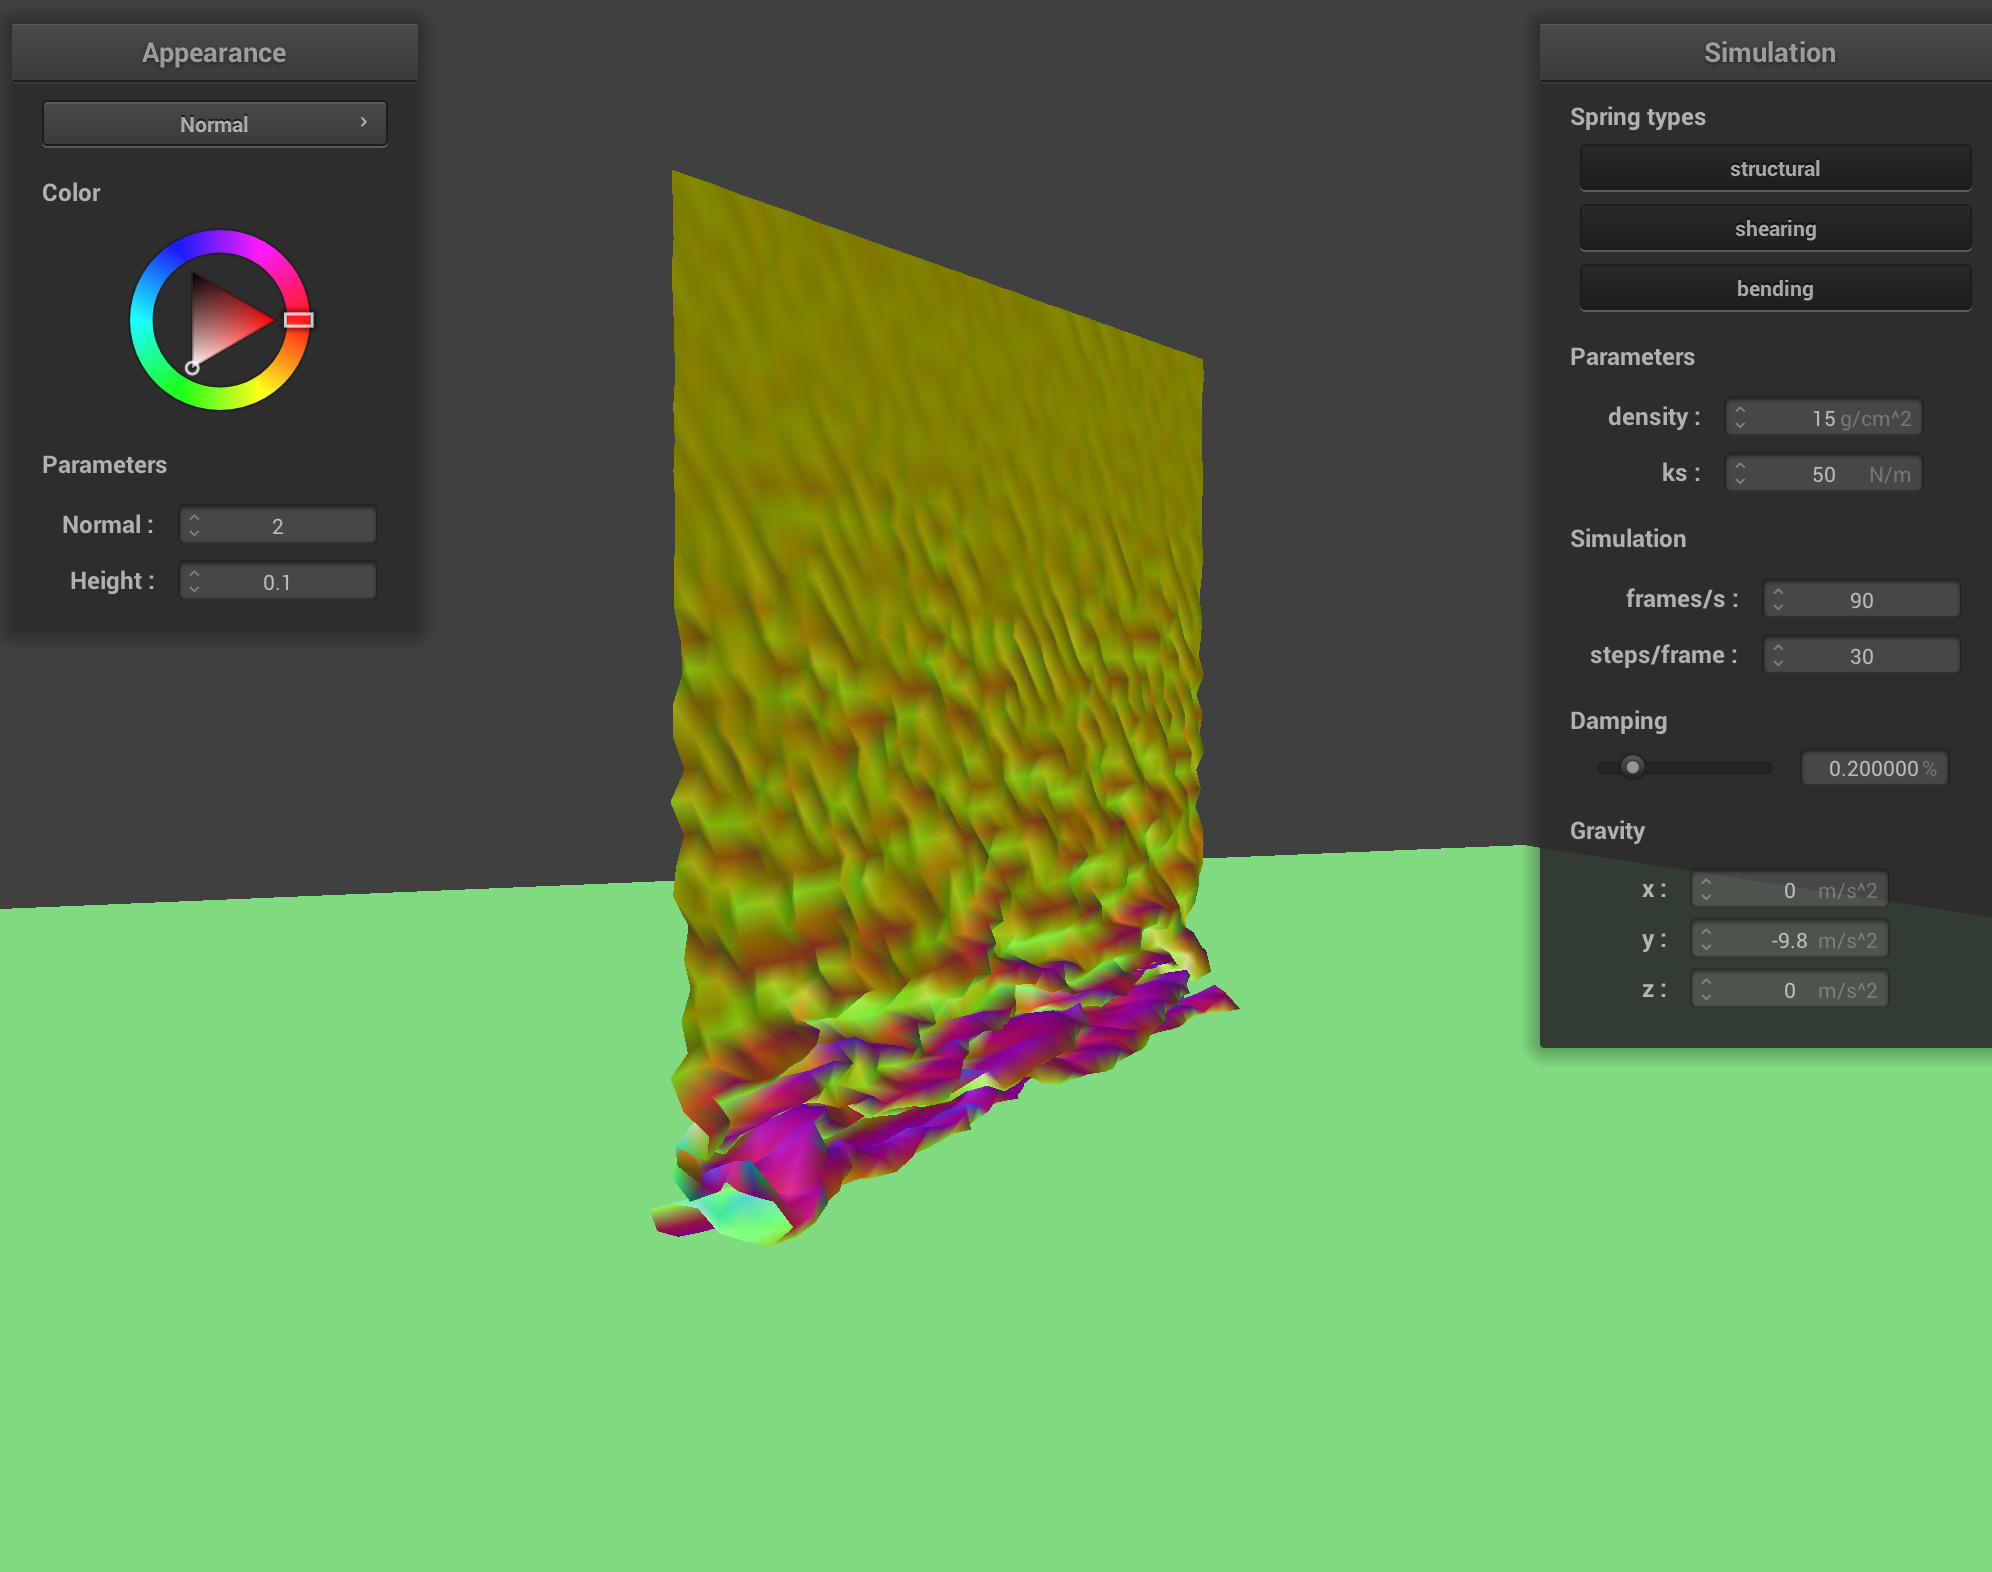 Appearance
Normal
Color
Parameters
Normal :
2
Height :
0.1
Simulation
Spring types
structural
shearing
bending
Parameters
density :
15 g/cm^2
ks :
50 N/m
Simulation
frames/s :
90
steps/frame :
30
Damping
0.200000 %
Gravity
x :
0 m/s^2
y :
-9.8 m/s^2
z :
0 m/s^2